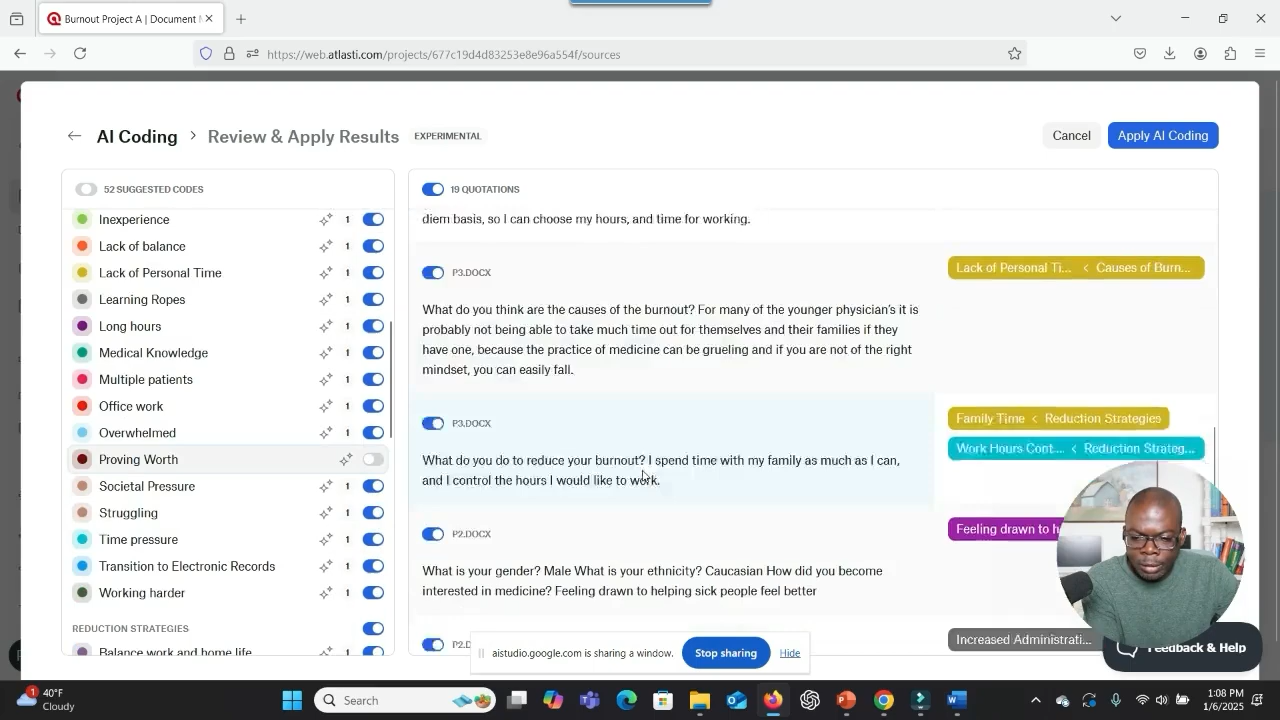 Burnout Project A | Document
https://web.atlasti.com/projects/677c19d4d83253e8e96a554f/sources
AI Coding > Review & Apply Results EXPERIMENTAL
Cancel
Apply AI Coding
52 SUGGESTED CODES
Inexperience 1
Lack of balance 1
Lack of Personal Time 1
Learning Ropes 1
Long hours 1
Medical Knowledge 1
Multiple patients 1
Office work 1
Overwhelmed 1
Proving Worth
Societal Pressure 1
Struggling 1
Time pressure 1
Transition to Electronic Records 1
Working harder 1
REDUCTION STRATEGIES
Balance work and home life 1
19 QUOTATIONS
diem basis, so I can choose my hours, and time for working.
P3.DOCX
Lack of Personal Ti... < Causes of Burn...
What do you think are the causes of the burnout? For many of the younger physician's it is
probably not being able to take much time out for themselves and their families if they
have one, because the practice of medicine can be grueling and if you are not of the right
mindset, you can easily fall.
P3.DOCX
Family Time < Reduction Strategies
Work Hours Cont... < Reduction Strateg...
What do you do to reduce your burnout? I spend time with my family as much as I can,
and I control the hours I would like to work.
P2.DOCX
Feeling drawn to h
What is your gender? Male What is your ethnicity? Caucasian How did you become
interested in medicine? Feeling drawn to helping sick people feel better
P2.D
Increased Administrati...
aistudio.google.com is sharing a window.
Stop sharing
Hide
Feedback & Help
1
40°F
Cloudy
Search
1:08 PM
1/6/2025